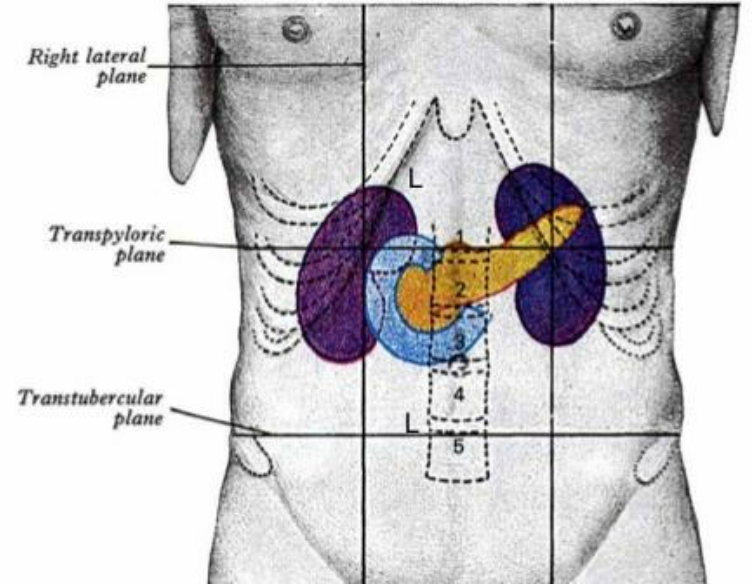 Right lateral
plane
L
Transpyloric
plane
1
2
3
Transtubercular
plane
4
L
5